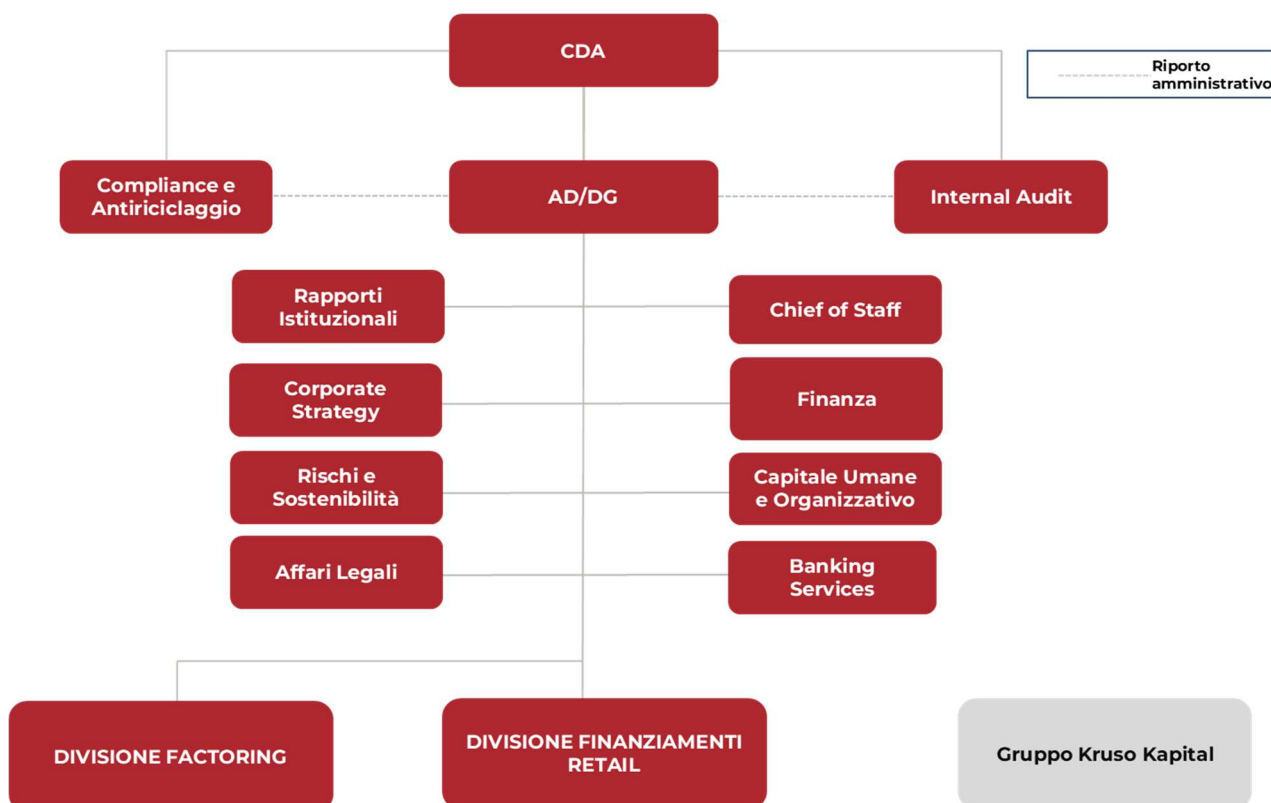 CDA
Riporto
amministrativo
Compliance e
Antiriciclaggio
AD/DG
Internal Audit
Rapporti
Istituzionali
Chief of Staff
Corporate
Strategy
Finanza
Rischi e
Sostenibilità
Capitale Umane
e Organizzativo
Affari Legali
Banking
Services
DIVISIONE FACTORING
DIVISIONE FINANZIAMENTI
RETAIL
Gruppo Kruso Kapital